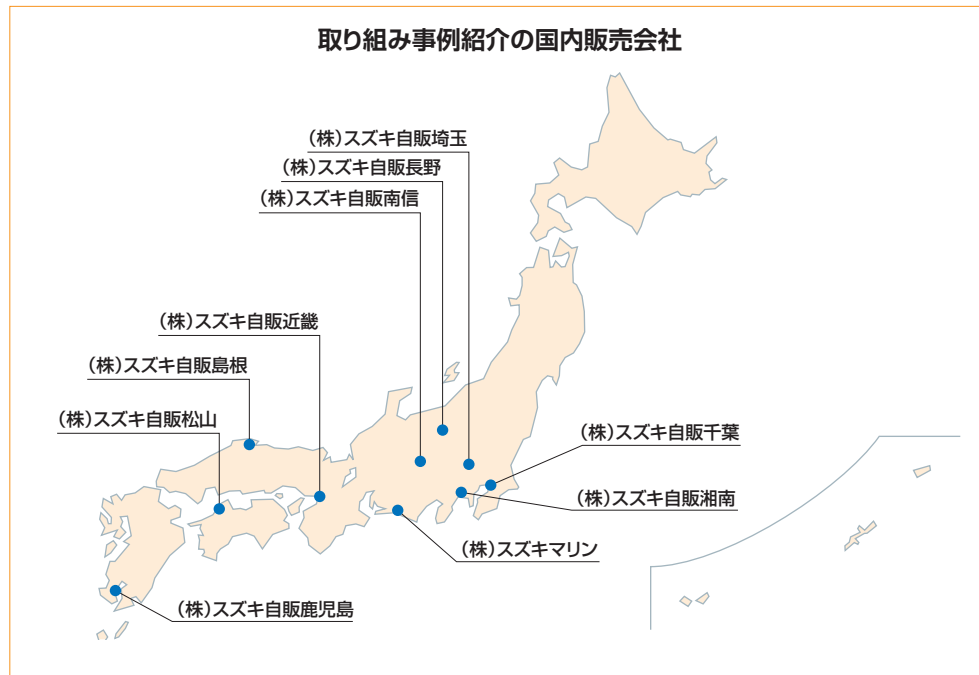 取り組み事例紹介の国内販売会社
(株)スズキ自販埼玉
(株)スズキ自販長野
(株)スズキ自販南信
(株)スズキ自販近畿
(株)スズキ自販島根
(株)スズキ自販松山
(株)スズキ自販千葉
(株)スズキ自販湘南
(株)スズキマリン
(株)スズキ自販鹿児島